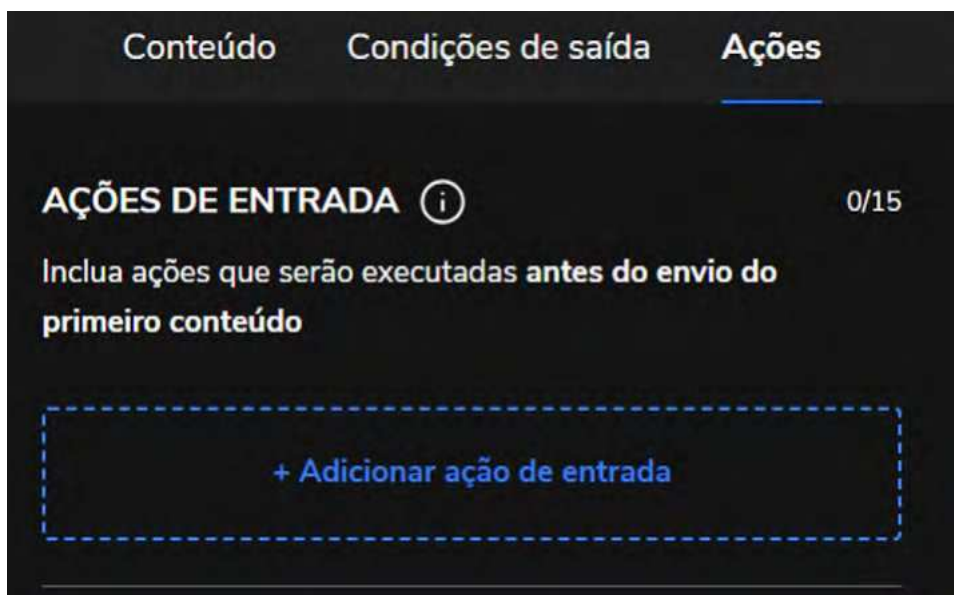 Conteúdo Condições de saída Ações
AÇÕES DE ENTRADA 0/15
Inclua ações que serão executadas antes do envio do
primeiro conteúdo
+ Adicionar ação de entrada